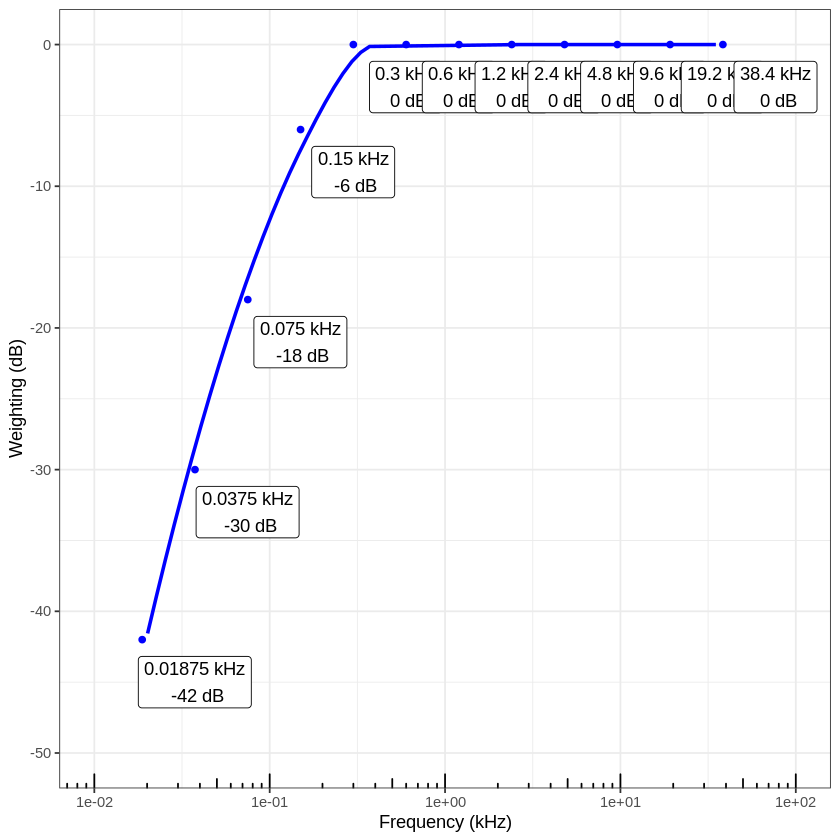 0
0.3 kH
0 dB
0.6 kH
0 dB
1.2 kH
0 dB
2.4 kH
0 dB
4.8 kH
0 dB
9.6 kH
0 dB
19.2 k
0 d
38.4 kHz
0 dB
0.15 kHz
-6 dB
-10
0.075 kHz
-18 dB
-20
-30
0.0375 kHz
-30 dB
-40
0.01875 kHz
-42 dB
-50
Weighting (dB)
1e-02
1e-01
1e+00
1e+01
1e+02
Frequency (kHz)